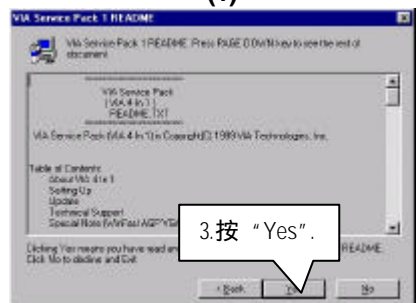 VIA Service Pack 1 README
VIA Service Pack 1 README. Press PAGE DOWN key to see the rest of
document
VIA Service Pack
(VIA 4 in 1)
README.TXT
VIA Service Pack (VIA 4 in 1) is Copyright(C) 1999 VIA Technologies, Inc.
Table of Contents:
About VIA 4 in 1
Setting Up
Update
Technical Support
Special Note
3.按 “Yes”.
Clicking Yes means you have read and
README.
Click No to decline and Exit
< Back
No